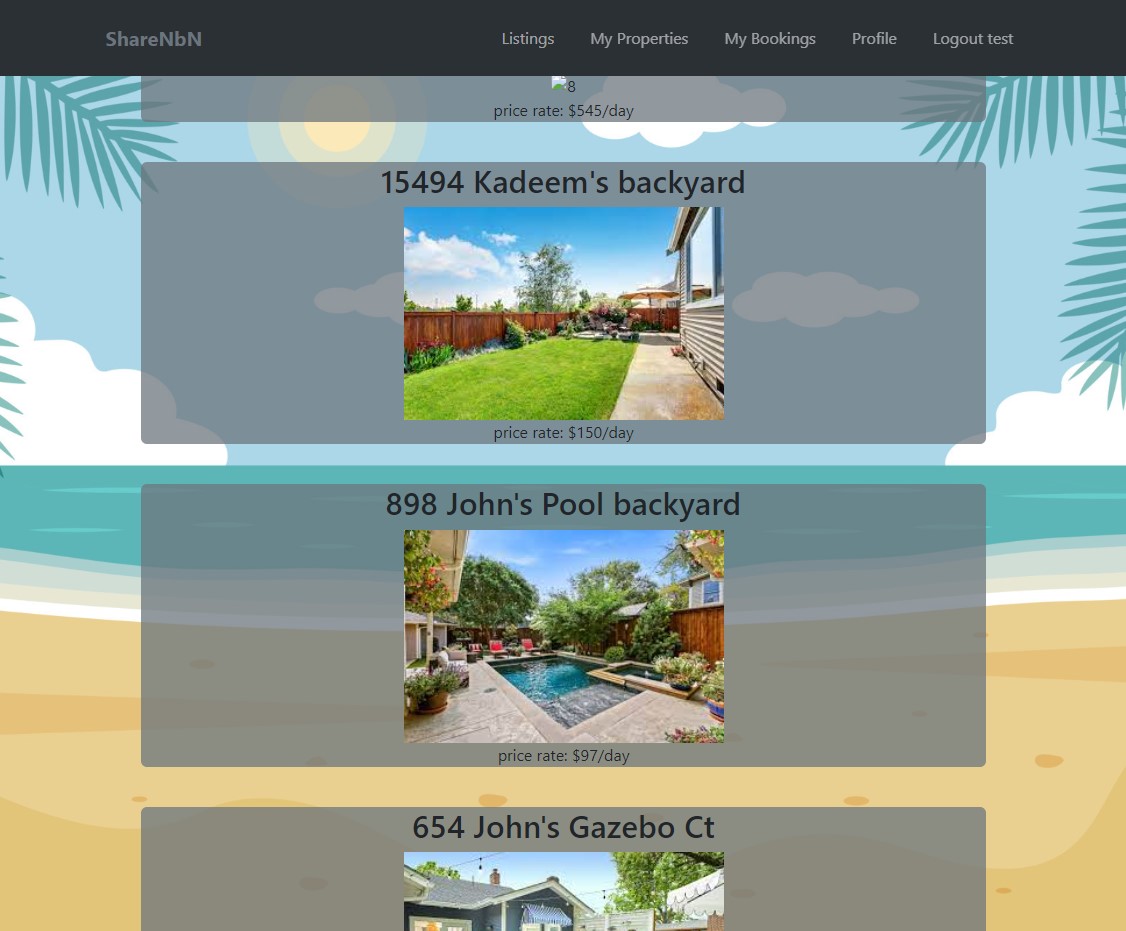 ShareNbN
Listings My Properties My Bookings Profile Logout test
8
price rate: $545/day
15494 Kadeem's backyard
price rate: $150/day
898 John's Pool backyard
price rate: $97/day
654 John's Gazebo Ct